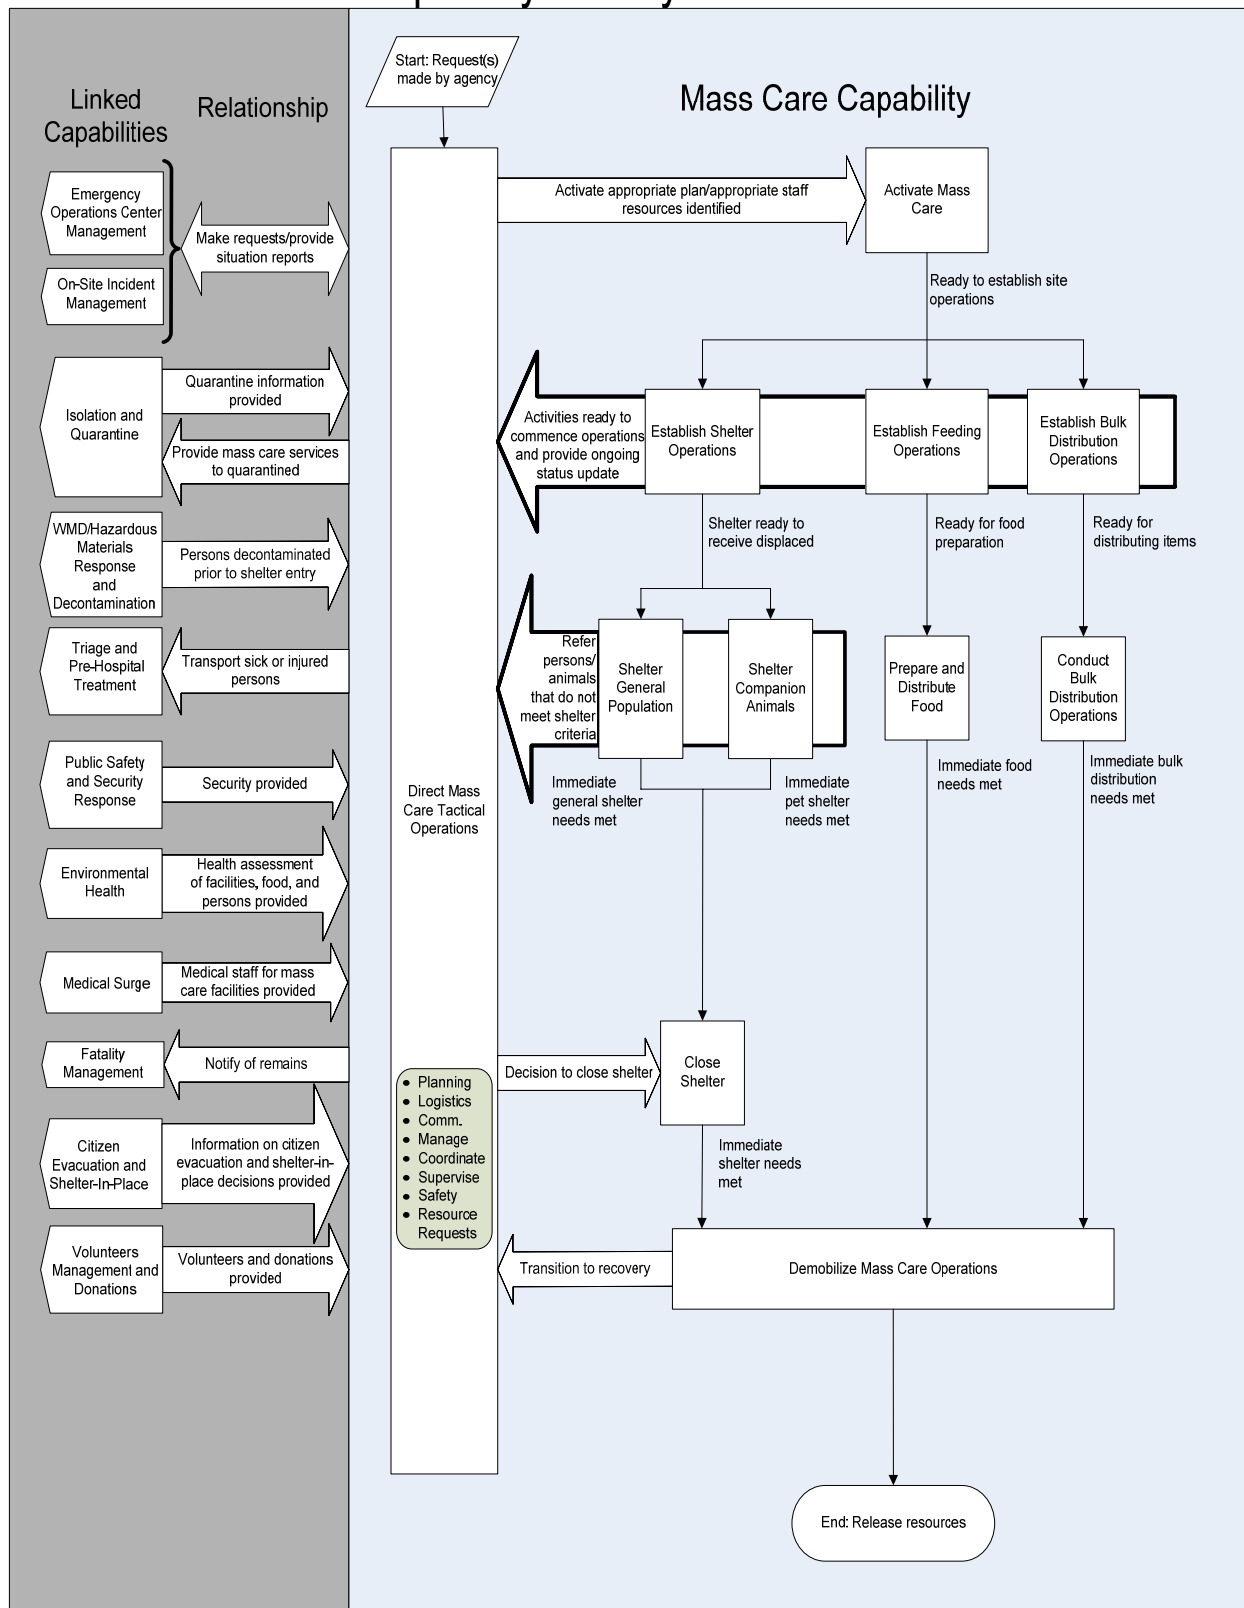 Linked
Capabilities
Relationship
Start: Request(s)
made by agency
Mass Care Capability
Emergency
Operations Center
Management
On-Site Incident
Management
Make requests/provide
situation reports
Activate appropriate plan/appropriate staff
resources identified
Activate Mass
Care
Ready to establish site
operations
Isolation and
Quarantine
Quarantine information
provided
Provide mass care services
to quarantined
Activities ready to
commence operations
and provide ongoing
status update
Establish Shelter
Operations
Establish Feeding
Operations
Establish Bulk
Distribution
Operations
WMD/Hazardous
Materials
Response
and
Decontamination
Persons decontaminated
prior to shelter entry
Shelter ready to
receive displaced
Ready for food
preparation
Ready for
distributing items
Triage and
Pre-Hospital
Treatment
Transport sick or injured
persons
Refer
persons/
animals
that do not
meet shelter
criteria
Shelter
General
Population
Shelter
Companion
Animals
Prepare and
Distribute
Food
Conduct
Bulk
Distribution
Operations
Public Safety
and Security
Response
Security provided
Direct Mass
Care Tactical
Operations
Immediate
general shelter
needs met
Immediate
pet shelter
needs met
Immediate food
needs met
Immediate bulk
distribution
needs met
Environmental
Health
Health assessment
of facilities, food, and
persons provided
Medical Surge
Medical staff for mass
care facilities provided
Fatality
Management
Notify of remains
Decision to close shelter
Close
Shelter
• Planning
• Logistics
• Comm.
• Manage
• Coordinate
• Supervise
• Safety
• Resource
Requests
Immediate
shelter needs
met
Citizen
Evacuation and
Shelter-In-Place
Information on citizen
evacuation and shelter-in-
place decisions provided
Volunteers
Management and
Donations
Volunteers and donations
provided
Transition to recovery
Demobilize Mass Care Operations
End: Release resources